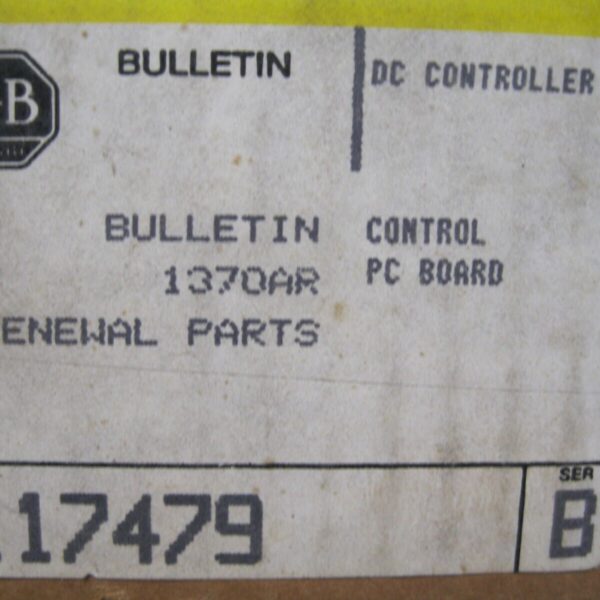 BULLETIN
DC CONTROLLER
-B
BULLETIN
1370AR
ENEWAL PARTS
CONTROL
PC BOARD
17479
SER
B